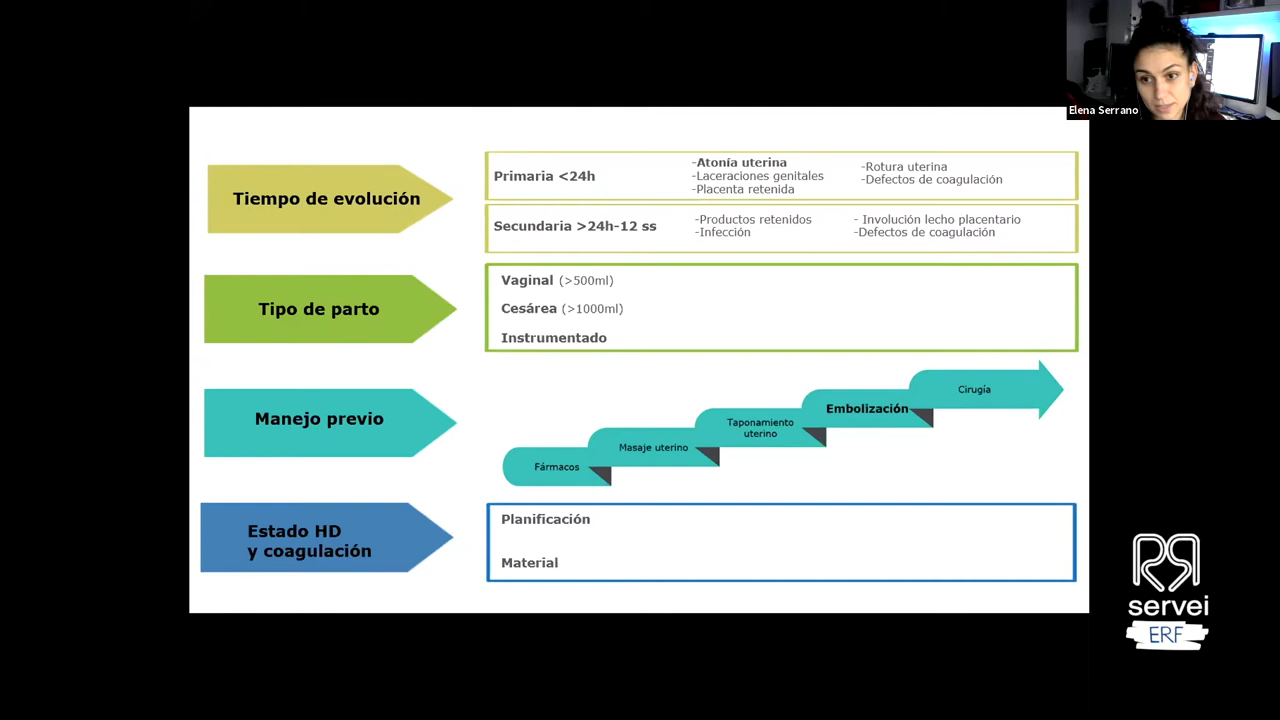 Elena Serrano
Tiempo de evolución
Primaria <24h
-Atonía uterina
-Laceraciones genitales
-Placenta retenida
-Rotura uterina
-Defectos de coagulación
Secundaria >24h-12 ss
-Productos retenidos
-Infección
- Involución lecho placentario
-Defectos de coagulación
Tipo de parto
Vaginal (>500ml)
Cesárea (>1000ml)
Instrumentado
Manejo previo
Fármacos
Masaje uterino
Taponamiento
uterino
Embolización
Cirugía
Estado HD
y coagulación
Planificación
Material
servei
ERF